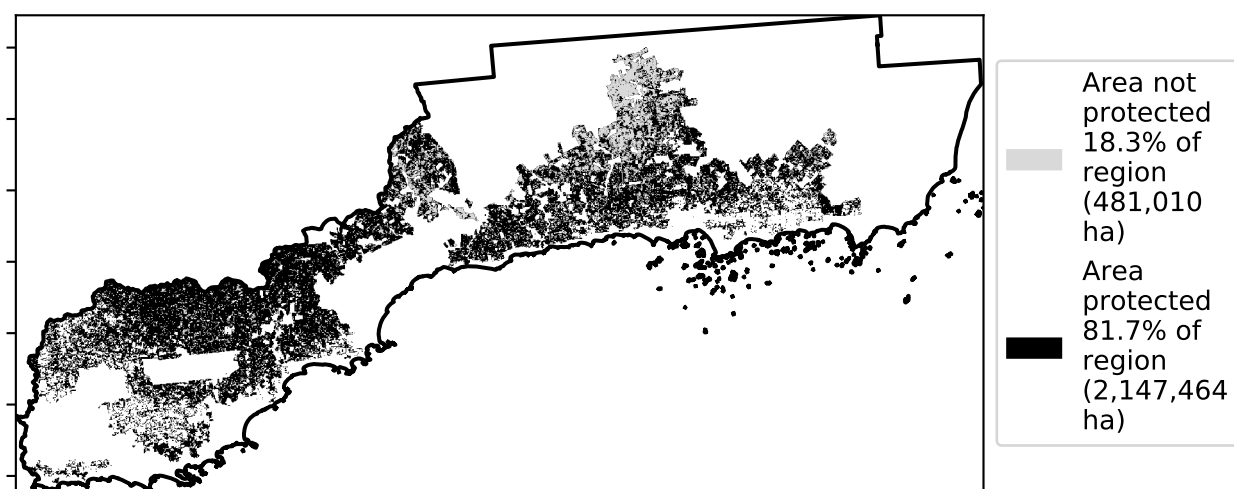 Area not
protected
18.3% of
region
(481,010
ha)
Area
protected
81.7% of
region
(2,147,464
ha)